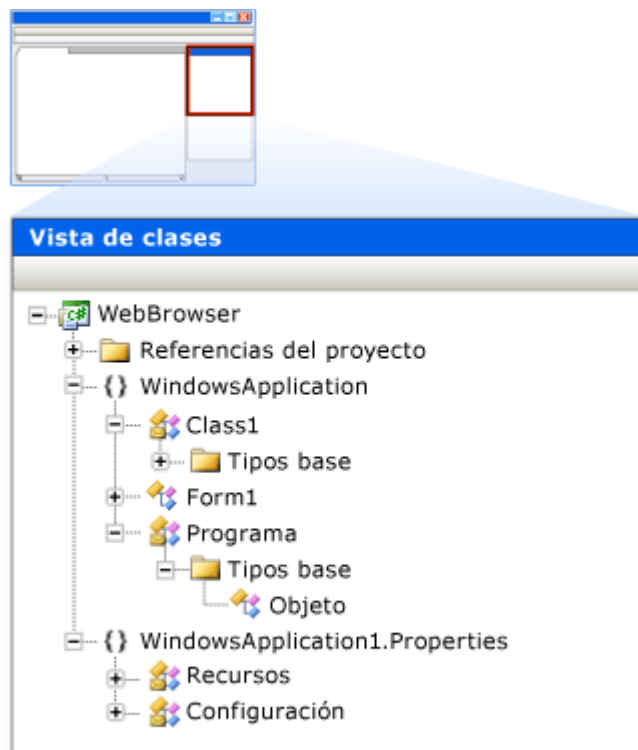 Vista de clases
WebBrowser
Referencias del proyecto
{} WindowsApplication
Class1
Tipos base
Form1
Programa
Tipos base
Objeto
{} WindowsApplication1.Properties
Recursos
Configuración